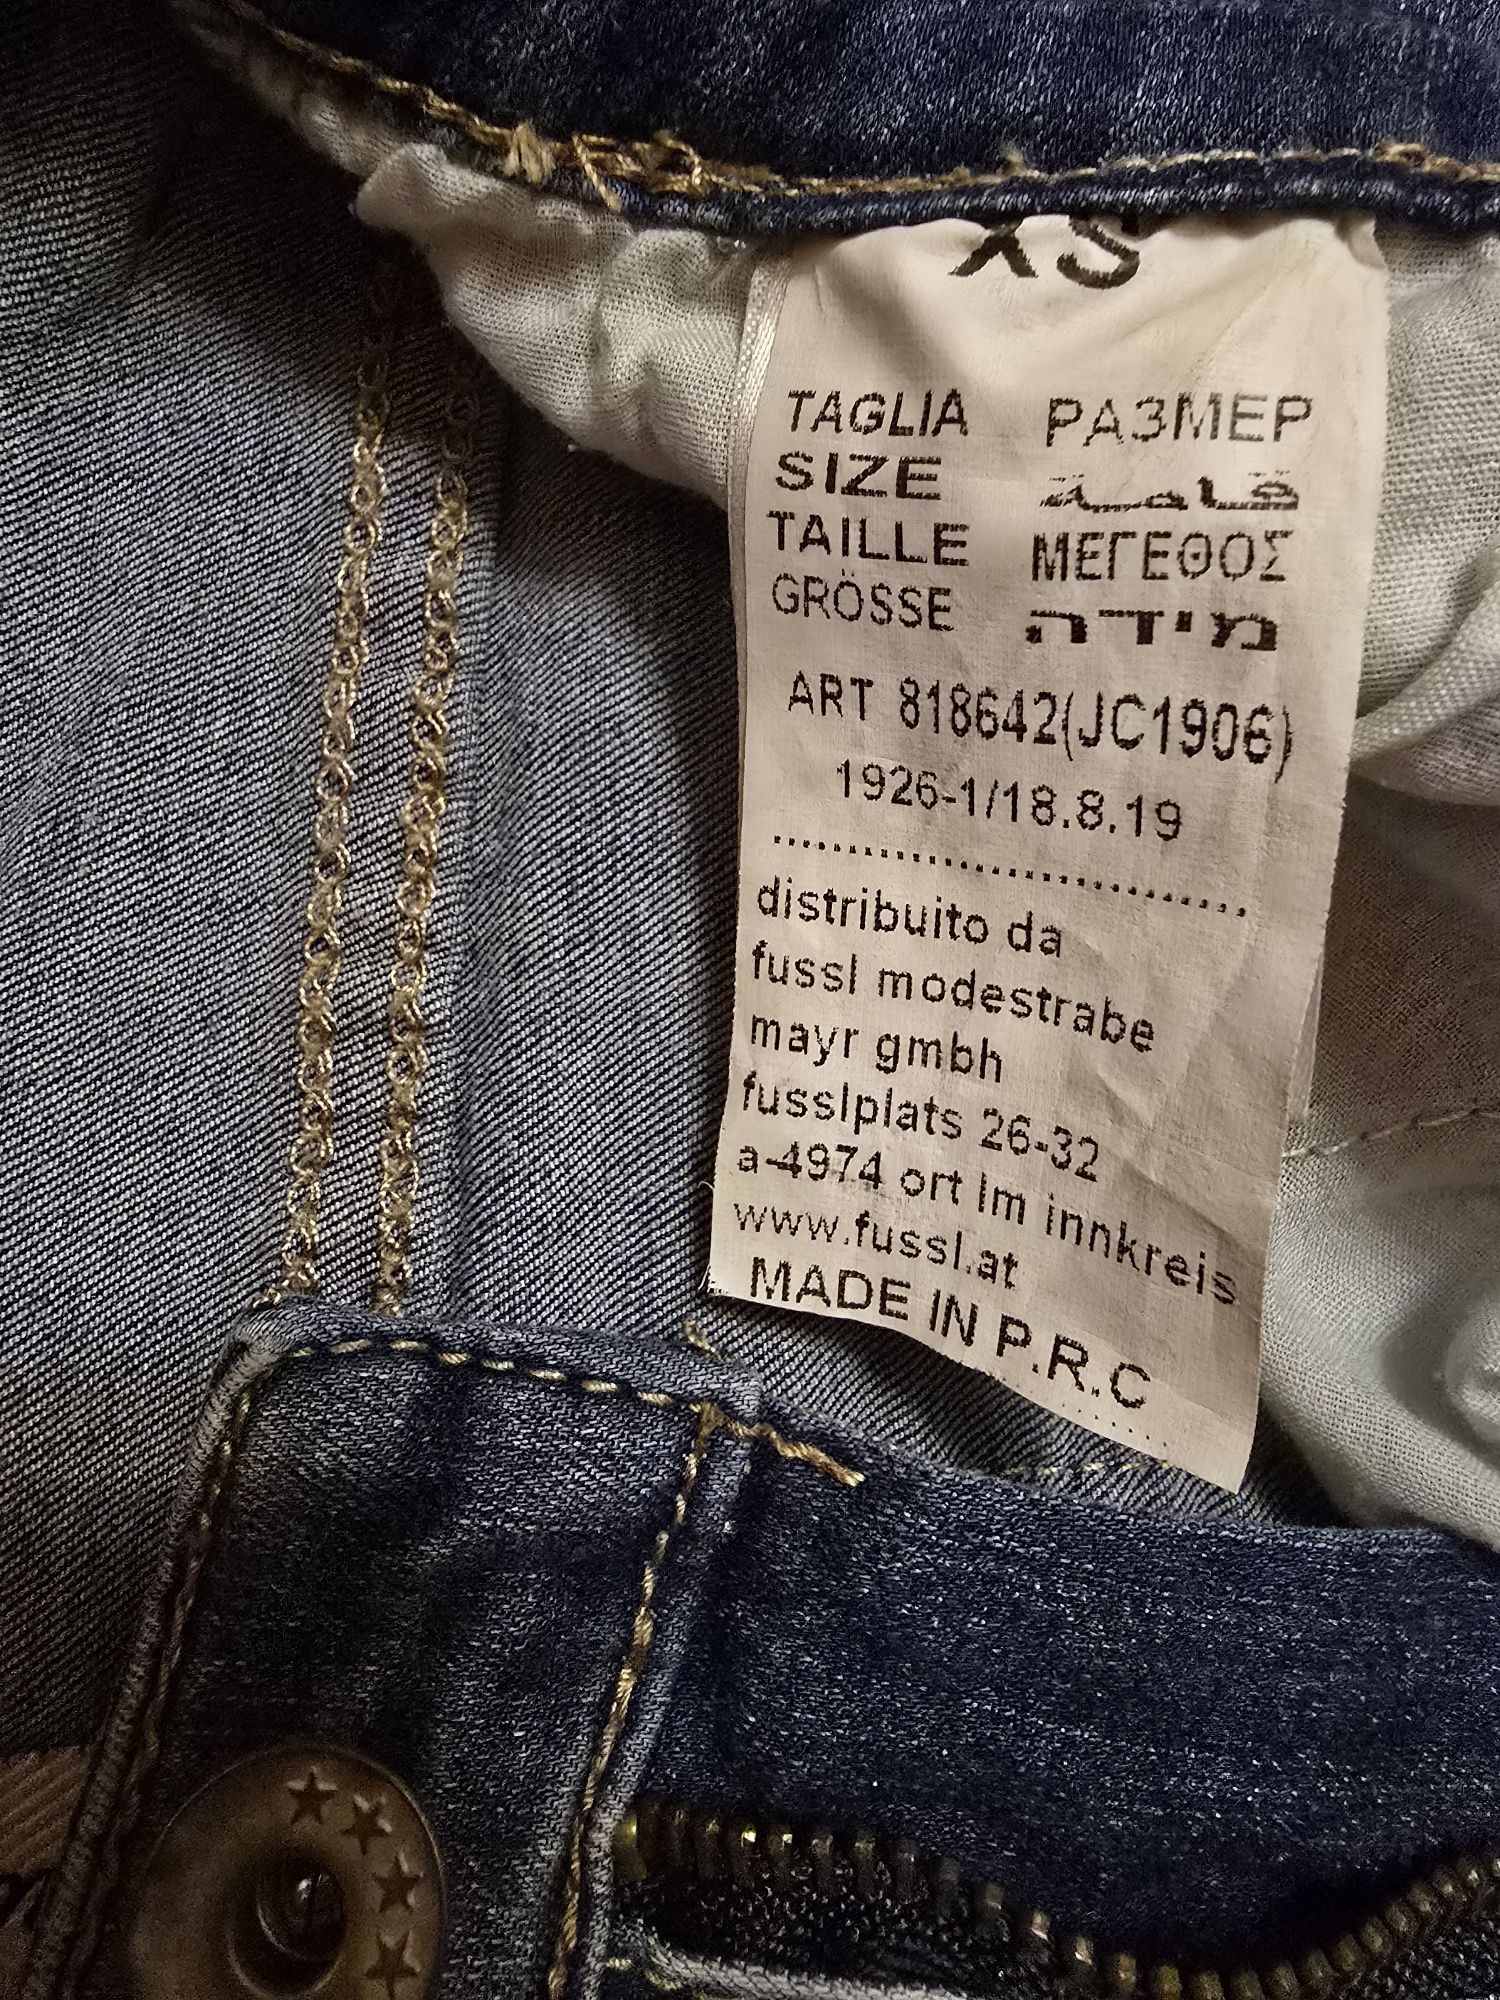 XS
TAGLIA РАЗМЕР
SIZE
TAILLE ΜΕΓΕΘΟΣ
GRÖSSE מידה
ART 818642(JC1906)
1926-1/18.8.19
distribuito da
fussl modestrabe
mayr gmbh
fusslplats 26-32
a-4974 ort Im innkreis
www.fussl.at
MADE IN P.R.C